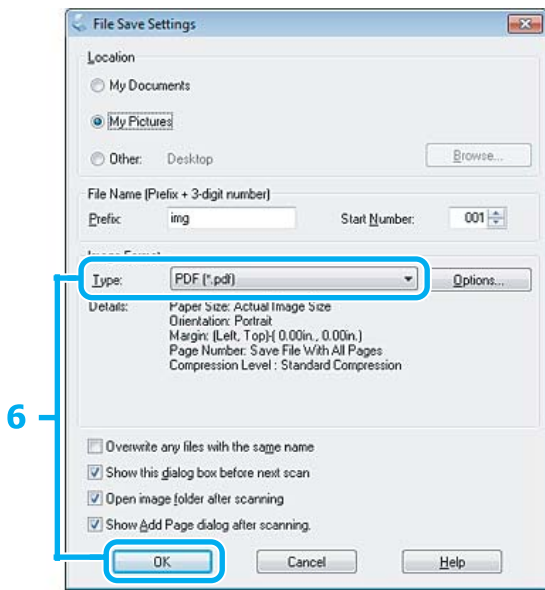 File Save Settings
Location
My Documents
My Pictures
Other: Desktop Browse...
File Name (Prefix + 3-digit number)
Prefix: img Start Number: 001
Image Format
Type: PDF (*.pdf) Options...
Details: Paper Size: Actual Image Size
Orientation: Portrait
Margin: (Left, Top)-( 0.00in., 0.00in.)
Page Number: Save File With All Pages
Compression Level : Standard Compression
6
Overwrite any files with the same name
Show this dialog box before next scan
Open image folder after scanning
Show Add Page dialog after scanning.
OK Cancel Help